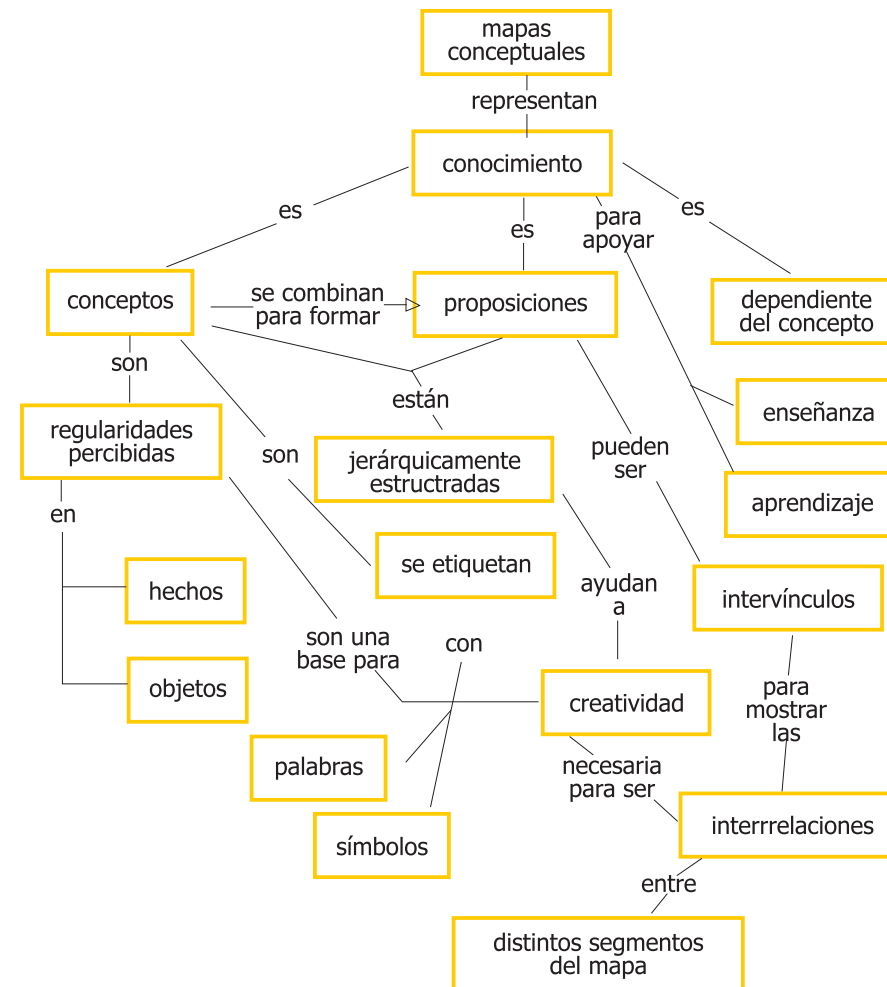 mapas
conceptuales
representan
conocimiento
es
es
para
apoyar
es
conceptos
se combinan
para formar
proposiciones
dependiente
del concepto
son
están
enseñanza
regularidades
percibidas
son
jerárquicamente
estructradas
pueden
ser
aprendizaje
en
se etiquetan
hechos
ayudan
a
intervínculos
son una
base para
con
objetos
creatividad
para
mostrar
las
palabras
necesaria
para ser
símbolos
interrrelaciones
entre
distintos segmentos
del mapa